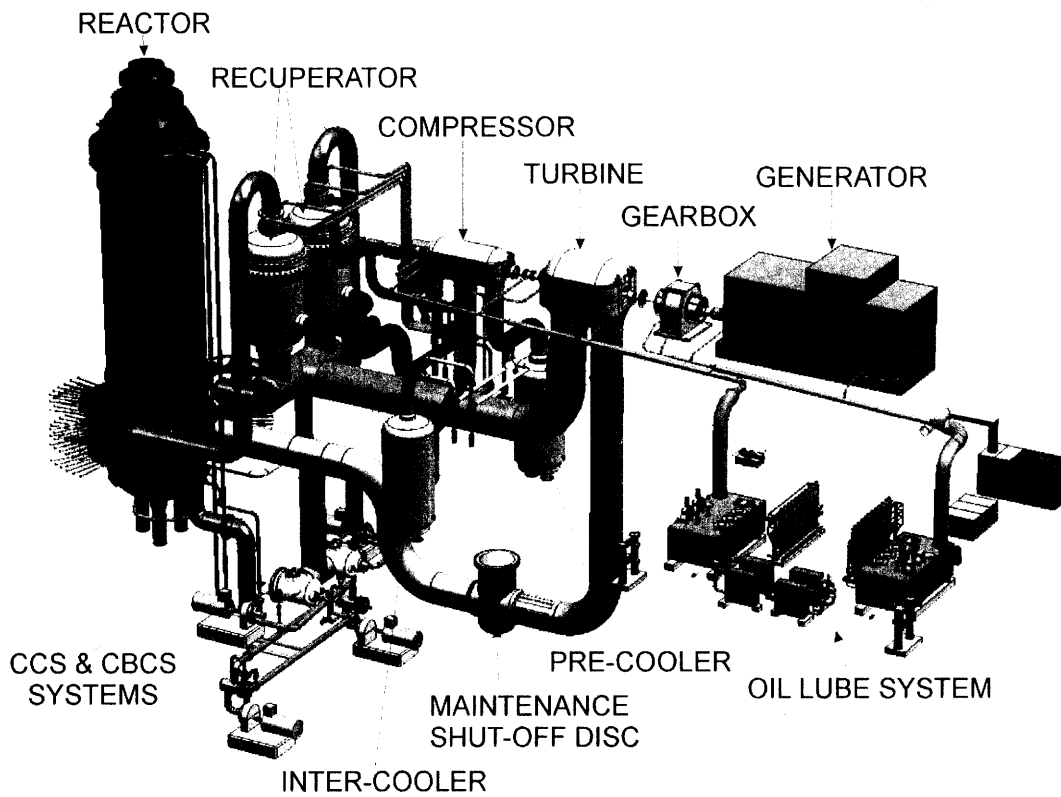 REACTOR
RECUPERATOR
COMPRESSOR
TURBINE
GENERATOR
GEARBOX
CCS & CBCS
SYSTEMS
PRE-COOLER
OIL LUBE SYSTEM
MAINTENANCE
SHUT-OFF DISC
INTER-COOLER